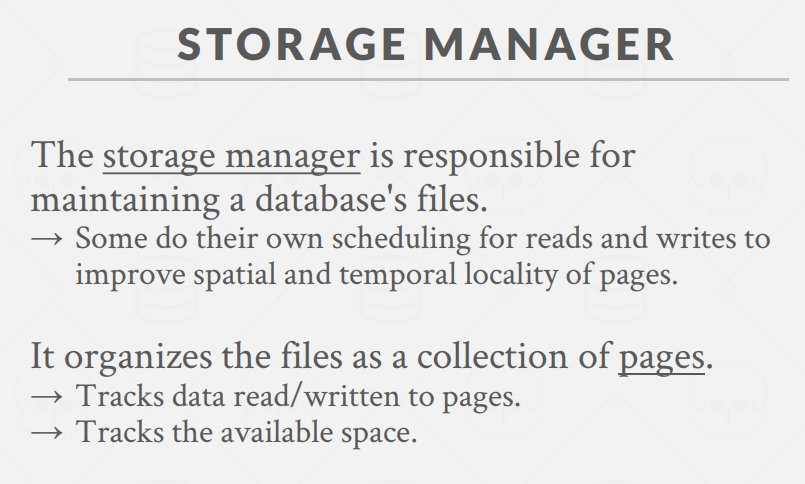 STORAGE MANAGER
The storage manager is responsible for
maintaining a database's files.
→ Some do their own scheduling for reads and writes to
improve spatial and temporal locality of pages.
It organizes the files as a collection of pages.
→ Tracks data read/written to pages.
→ Tracks the available space.